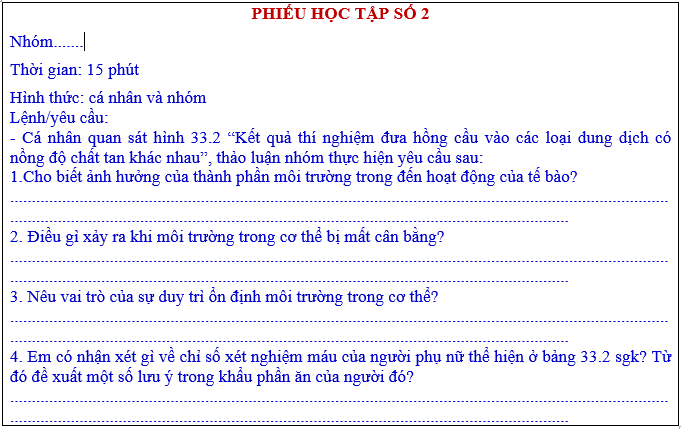 PHIẾU HỌC TẬP SỐ 2
Nhóm.......
Thời gian: 15 phút
Hình thức: cá nhân và nhóm
Lệnh/yêu cầu:
- Cá nhân quan sát hình 33.2 “Kết quả thí nghiệm đưa hồng cầu vào các loại dung dịch có
nồng độ chất tan khác nhau”, thảo luận nhóm thực hiện yêu cầu sau:
1.Cho biết ảnh hưởng của thành phần môi trường trong đến hoạt động của tế bào?
2. Điều gì xảy ra khi môi trường trong cơ thể bị mất cân bằng?
3. Nêu vai trò của sự duy trì ổn định môi trường trong cơ thể?
4. Em có nhận xét gì về chỉ số xét nghiệm máu của người phụ nữ thể hiện ở bảng 33.2 sgk? Từ
đó đề xuất một số lưu ý trong khẩu phần ăn của người đó?